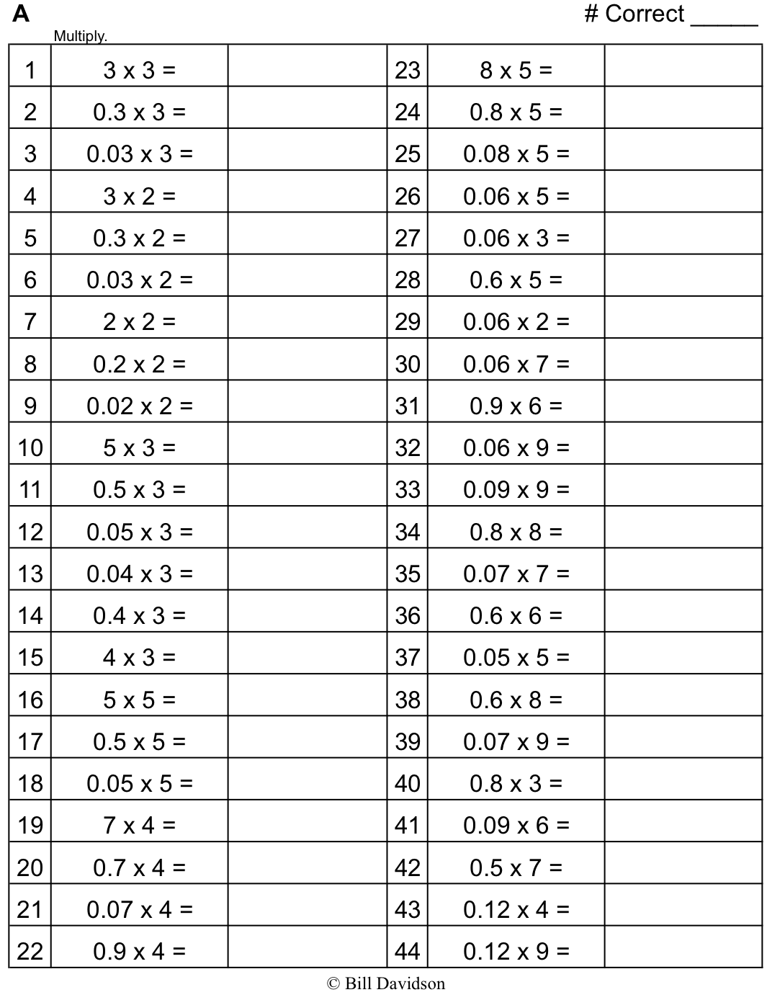 A # Correct _____
Multiply.
1 3 x 3 = 23 8 x 5 =
2 0.3 x 3 = 24 0.8 x 5 =
3 0.03 x 3 = 25 0.08 x 5 =
4 3 x 2 = 26 0.06 x 5 =
5 0.3 x 2 = 27 0.06 x 3 =
6 0.03 x 2 = 28 0.6 x 5 =
7 2 x 2 = 29 0.06 x 2 =
8 0.2 x 2 = 30 0.06 x 7 =
9 0.02 x 2 = 31 0.9 x 6 =
10 5 x 3 = 32 0.06 x 9 =
11 0.5 x 3 = 33 0.09 x 9 =
12 0.05 x 3 = 34 0.8 x 8 =
13 0.04 x 3 = 35 0.07 x 7 =
14 0.4 x 3 = 36 0.6 x 6 =
15 4 x 3 = 37 0.05 x 5 =
16 5 x 5 = 38 0.6 x 8 =
17 0.5 x 5 = 39 0.07 x 9 =
18 0.05 x 5 = 40 0.8 x 3 =
19 7 x 4 = 41 0.09 x 6 =
20 0.7 x 4 = 42 0.5 x 7 =
21 0.07 x 4 = 43 0.12 x 4 =
22 0.9 x 4 = 44 0.12 x 9 =
© Bill Davidson